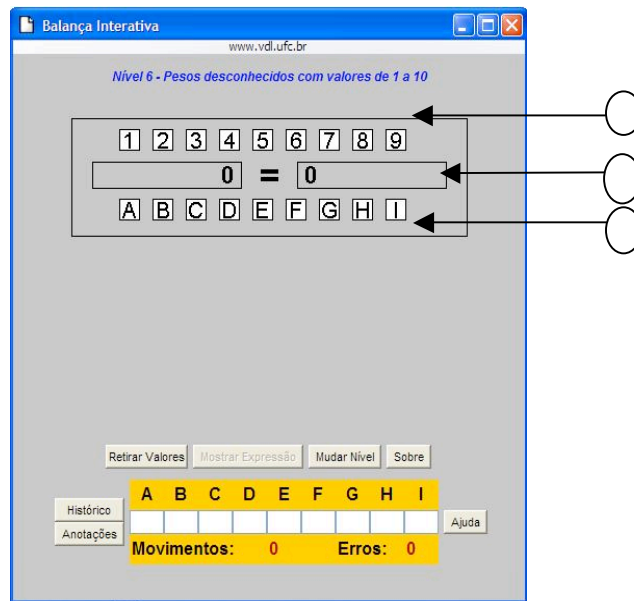 Balança Interativa
www.vdl.ufc.br
Nível 6 - Pesos desconhecidos com valores de 1 a 10
1 2 3 4 5 6 7 8 9
0 = 0
A B C D E F G H I
Retirar Valores Mostrar Expressão Mudar Nível Sobre
A B C D E F G H I
Histórico
Ajuda
Anotações
Movimentos: 0 Erros: 0